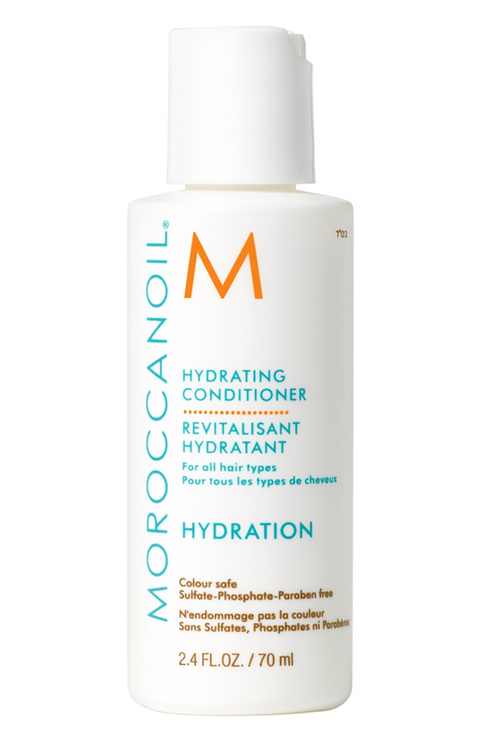 MOROCCANOIL®
M
HYDRATING
CONDITIONER
REVITALISANT
HYDRATANT
For all hair types
Pour tous les types de cheveux
HYDRATION
Colour safe
Sulfate-Phosphate-Paraben free
N'endommage pas la couleur
Sans Sulfates, Phosphates ni Parabène
2.4 FL.OZ. / 70 ml